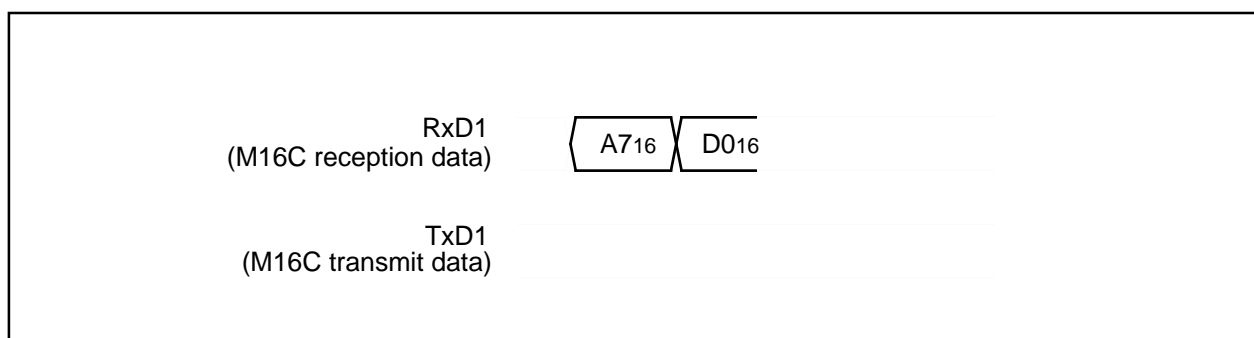 RxD1
(M16C reception data)
A716 D016
TxD1
(M16C transmit data)